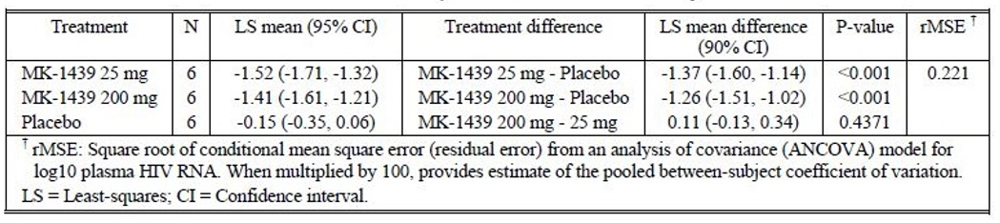 Treatment N LS mean (95% CI) Treatment difference LS mean difference (90% CI) P-value rMSE †
MK-1439 25 mg 6 -1.52 (-1.71, -1.32) MK-1439 25 mg - Placebo -1.37 (-1.60, -1.14) <0.001 0.221
MK-1439 200 mg 6 -1.41 (-1.61, -1.21) MK-1439 200 mg - Placebo -1.26 (-1.51, -1.02) <0.001
Placebo 6 -0.15 (-0.35, 0.06) MK-1439 200 mg - 25 mg 0.11 (-0.13, 0.34) 0.4371
† rMSE: Square root of conditional mean square error (residual error) from an analysis of covariance (ANCOVA) model for
log10 plasma HIV RNA. When multiplied by 100, provides estimate of the pooled between-subject coefficient of variation.
LS = Least-squares; CI = Confidence interval.